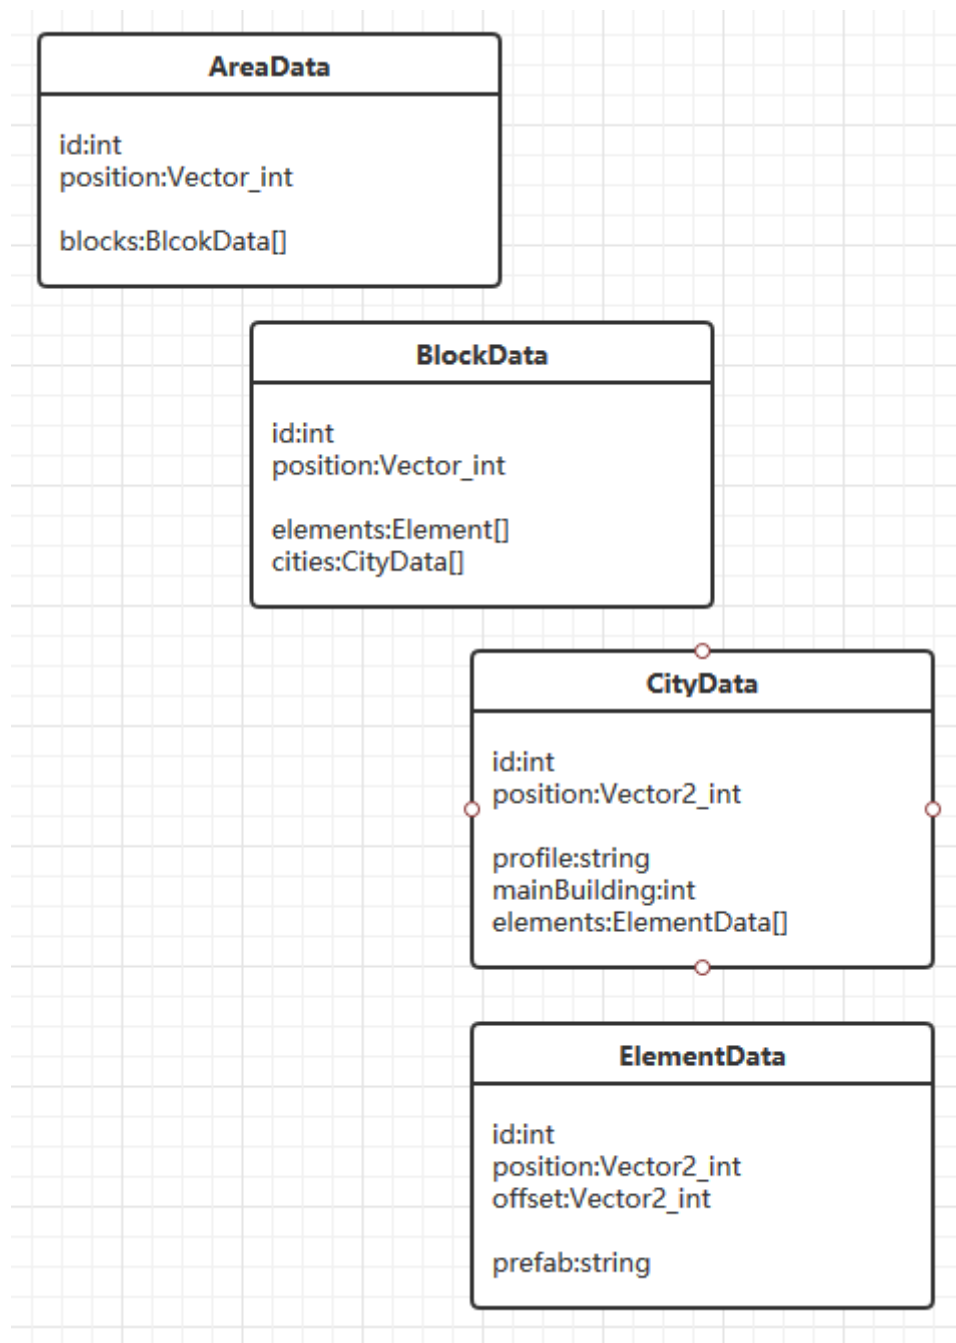 AreaData
id:int
position:Vector_int
blocks:BlcokData[]
BlockData
id:int
position:Vector_int
elements:Element[]
cities:CityData[]
CityData
id:int
position:Vector2_int
profile:string
mainBuilding:int
elements:ElementData[]
ElementData
id:int
position:Vector2_int
offset:Vector2_int
prefab:string